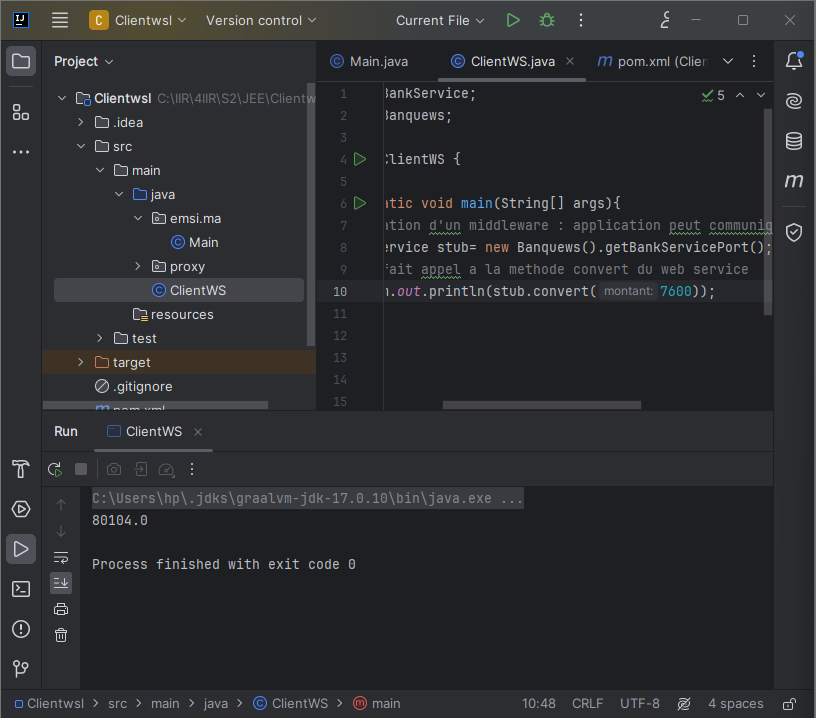 Clientwsl
Version control
Current File
Project
Main.java
ClientWS.java
pom.xml (Clien
Clientwsl C:\IIR\4IIR\S2\JEE\Clientw
.idea
src
main
java
emsi.ma
Main
proxy
ClientWS
resources
test
target
.gitignore
pom.xml
5
1 BankService;
2 Banquews;
3
4 ClientWS {
5
6 atic void main(String[] args){
7 ation d'un middleware : application peut communiq
8 ervice stub= new Banquews().getBankServicePort();
9 fait appel a la methode convert du web service
10 m.out.println(stub.convert( montant: 7600));
11
12
13
14
15
Run
ClientWS
C:\Users\hp\.jdks\graalvm-jdk-17.0.10\bin\java.exe ...
80104.0
Process finished with exit code 0
Clientwsl > src > main > java > ClientWS > main
10:48 CRLF UTF-8 4 spaces